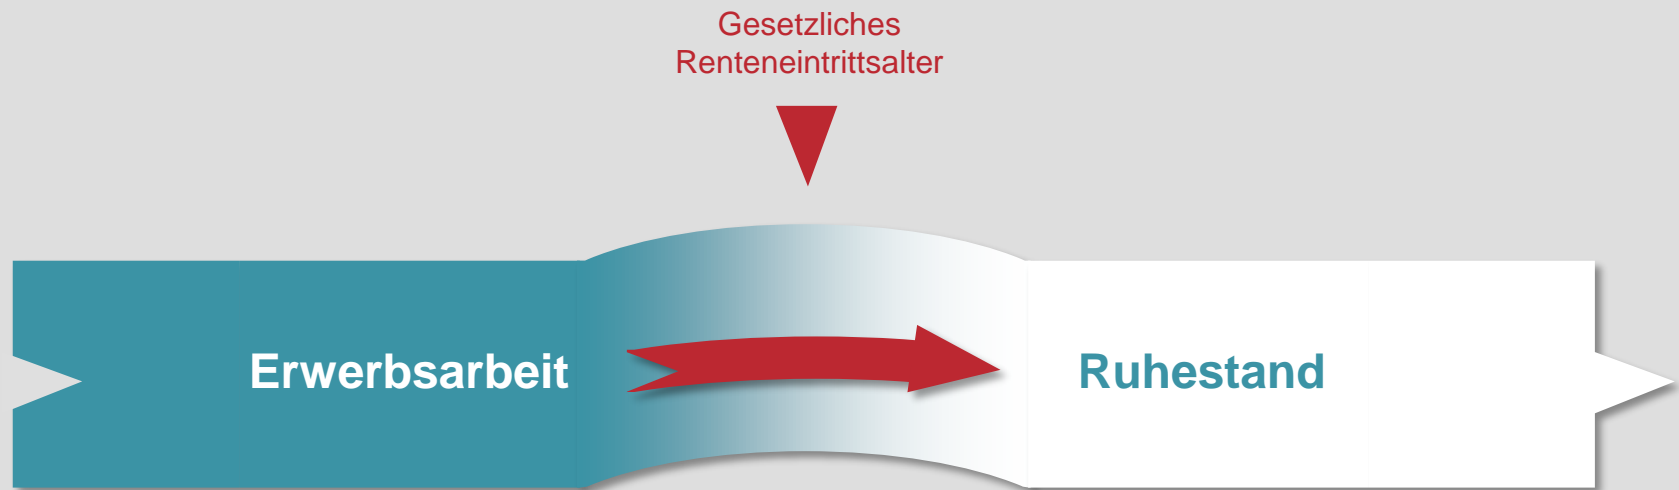 Gesetzliches
Renteneintrittsalter
Erwerbsarbeit
Ruhestand